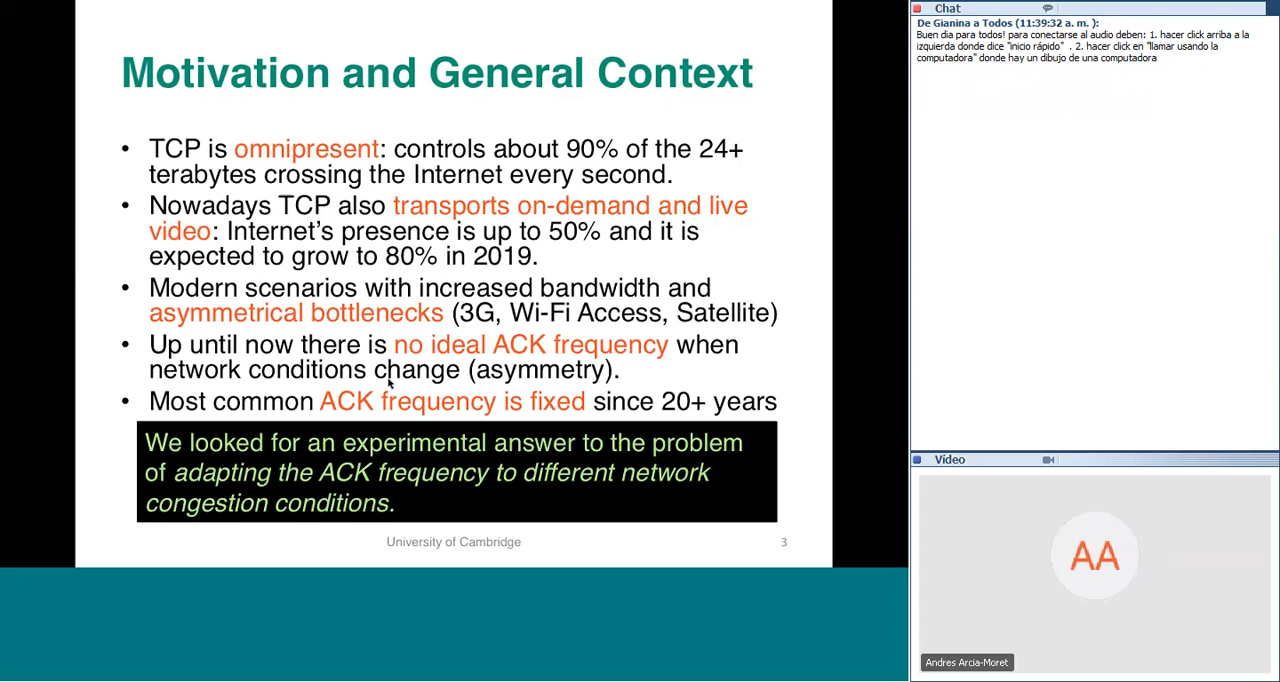 Motivation and General Context
• TCP is omnipresent: controls about 90% of the 24+
terabytes crossing the Internet every second.
• Nowadays TCP also transports on-demand and live
video: Internet's presence is up to 50% and it is
expected to grow to 80% in 2019.
• Modern scenarios with increased bandwidth and
asymmetrical bottlenecks (3G, Wi-Fi Access, Satellite)
• Up until now there is no ideal ACK frequency when
network conditions change (asymmetry).
• Most common ACK frequency is fixed since 20+ years
We looked for an experimental answer to the problem
of adapting the ACK frequency to different network
congestion conditions.
University of Cambridge
3
Chat
De Gianina a Todos (11:39:32 a. m. ):
Buen dia para todos! para conectarse al audio deben: 1. hacer click arriba a la
izquierda donde dice "inicio rápido" . 2. hacer click en "llamar usando la
computadora" donde hay un dibujo de una computadora
Vídeo
AA
Andres Arcia-Moret